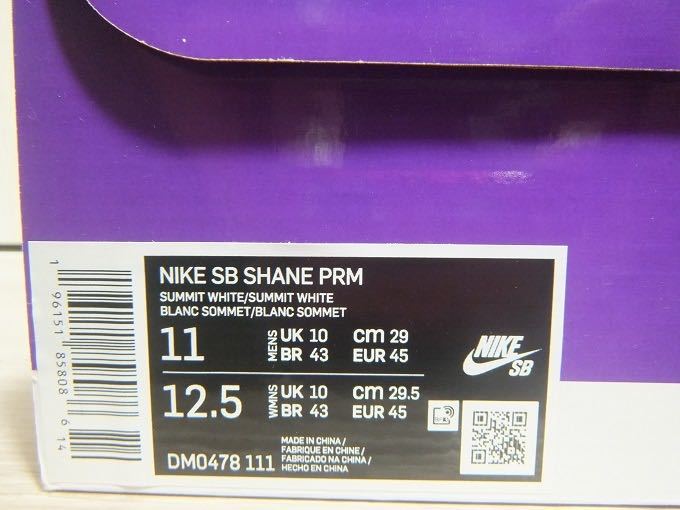 NIKE SB SHANE PRM
SUMMIT WHITE/SUMMIT WHITE
BLANC SOMMET/BLANC SOMMET
11 MENS UK 10 cm 29
BR 43 EUR 45
12.5 WMNS UK 10 cm 29.5
BR 43 EUR 45
NIKE
SB
MADE IN CHINA /
FABRIQUE EN CHINE /
FABRICADO NA CHINA /
HECHO EN CHINA
DM0478 111
1 96151 85808 6 14